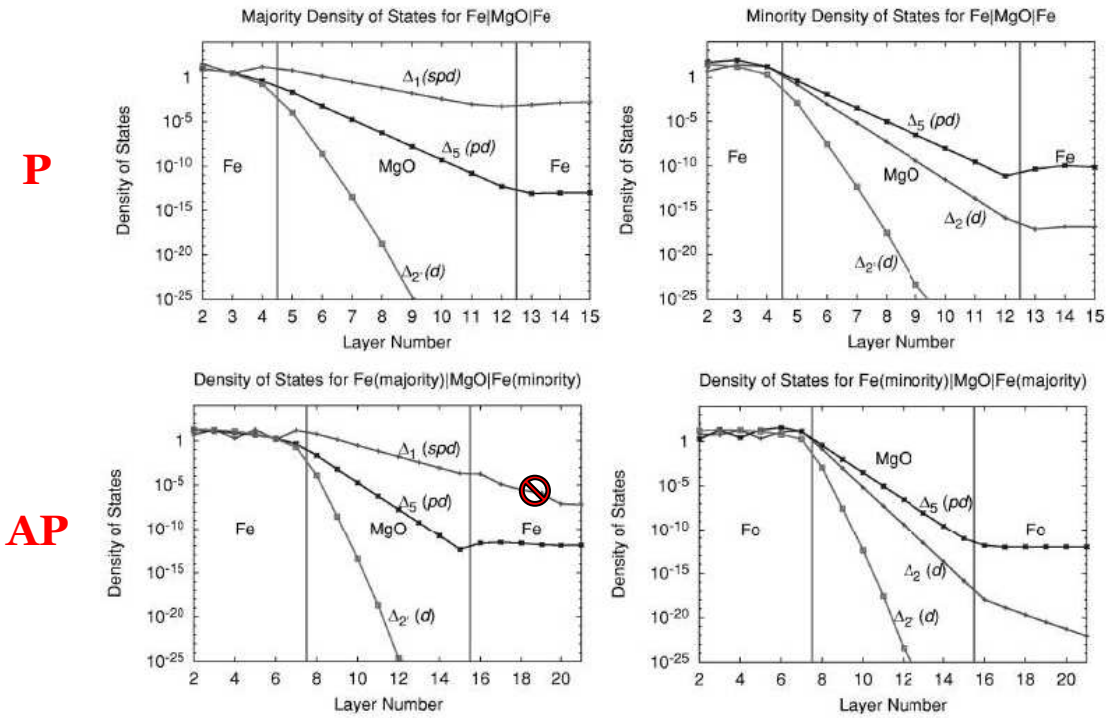 Majority Density of States for Fe|MgO|Fe
1
10-5
10-10
10-15
10-20
10-25
Density of States
Δ1(spd)
Δ5 (pd)
Fe
MgO
Fe
Δ2'(d)
2 3 4 5 6 7 8 9 10 11 12 13 14 15
Layer Number
Minority Density of States for Fe|MgO|Fe
1
10-5
10-10
10-15
10-20
10-25
Density of States
Δ5 (pd)
Fe
Fe
MgO
Δ2 (d)
Δ2'(d)
2 3 4 5 6 7 8 9 10 11 12 13 14 15
Layer Number
P
AP
Density of States for Fe(majority)|MgO|Fe(minority)
1
10-5
10-10
10-15
10-20
10-25
Density of States
Δ1 (spd)
Δ5 (pd)
Fe
MgO
Fe
Δ2' (d)
2 4 6 8 10 12 14 16 18 20
Layer Number
Density of States for Fe(minority)|MgO|Fe(majority)
1
10-5
10-10
10-15
10-20
10-25
Density of States
MgO
Δ5 (pd)
Fe
Fe
Δ2 (d)
Δ2' (d)
2 4 6 8 10 12 14 16 18 20
Layer Number